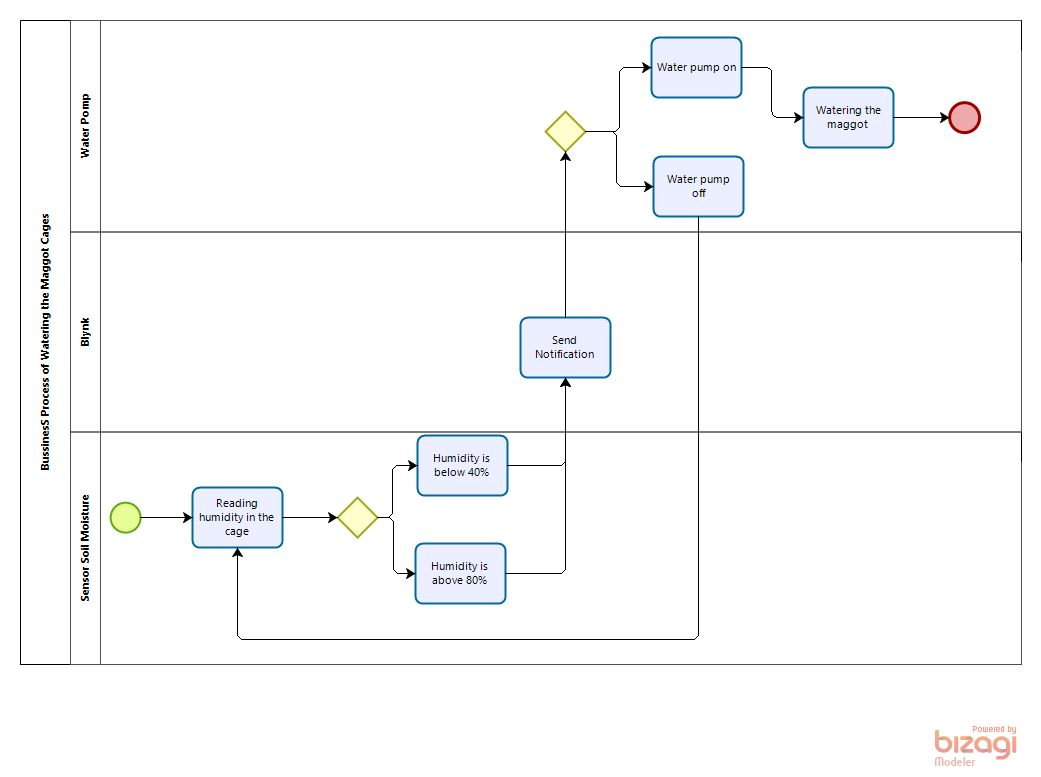 BussinesS Process of Watering the Maggot Cages
Water Pomp
Water pump on
Watering the
maggot
Water pump
off
Blynk
Send
Notification
Sensor Soil Moisture
Reading
humidity in the
cage
Humidity is
below 40%
Humidity is
above 80%
Powered by
bizagi
Modeler